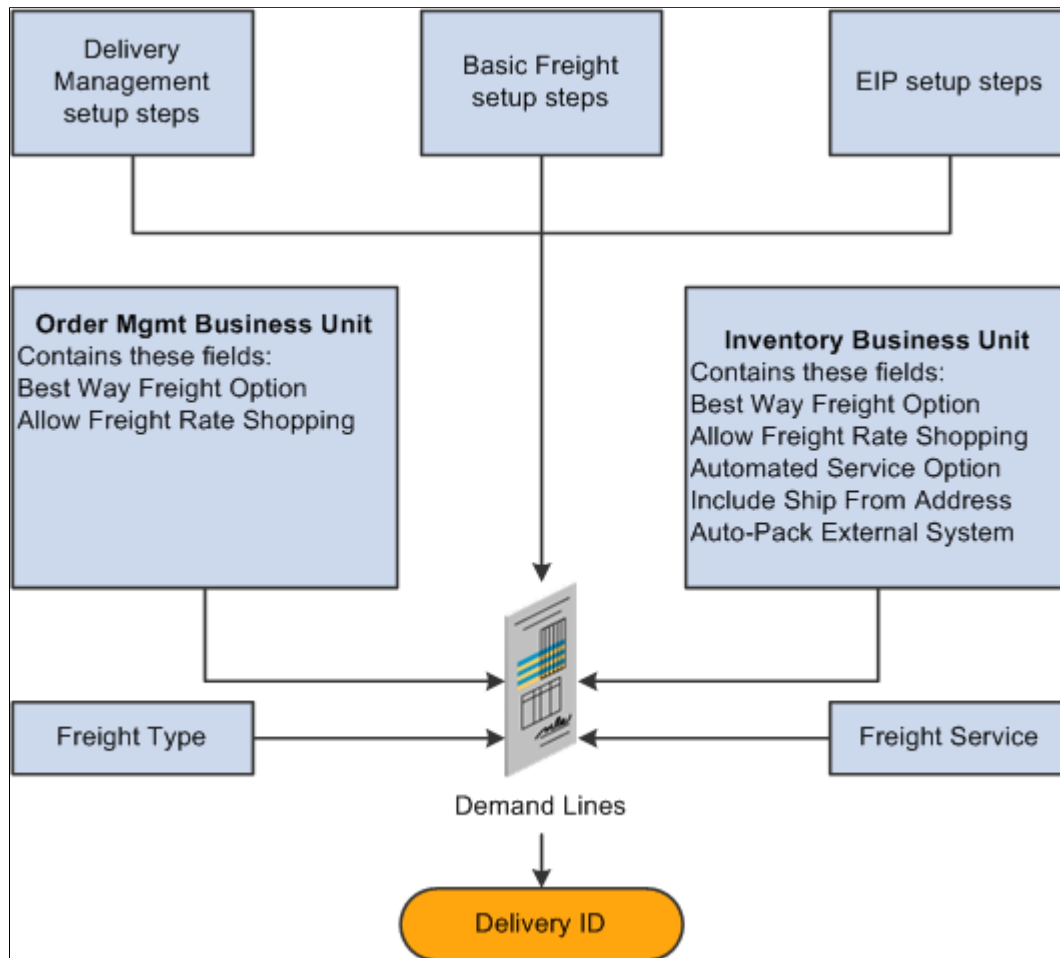 Delivery
Management
setup steps
Basic Freight
setup steps
EIP setup steps
Order Mgmt Business Unit
Contains these fields:
Best Way Freight Option
Allow Freight Rate Shopping
Inventory Business Unit
Contains these fields:
Best Way Freight Option
Allow Freight Rate Shopping
Automated Service Option
Include Ship From Address
Auto-Pack External System
Freight Type
Freight Service
Demand Lines
Delivery ID